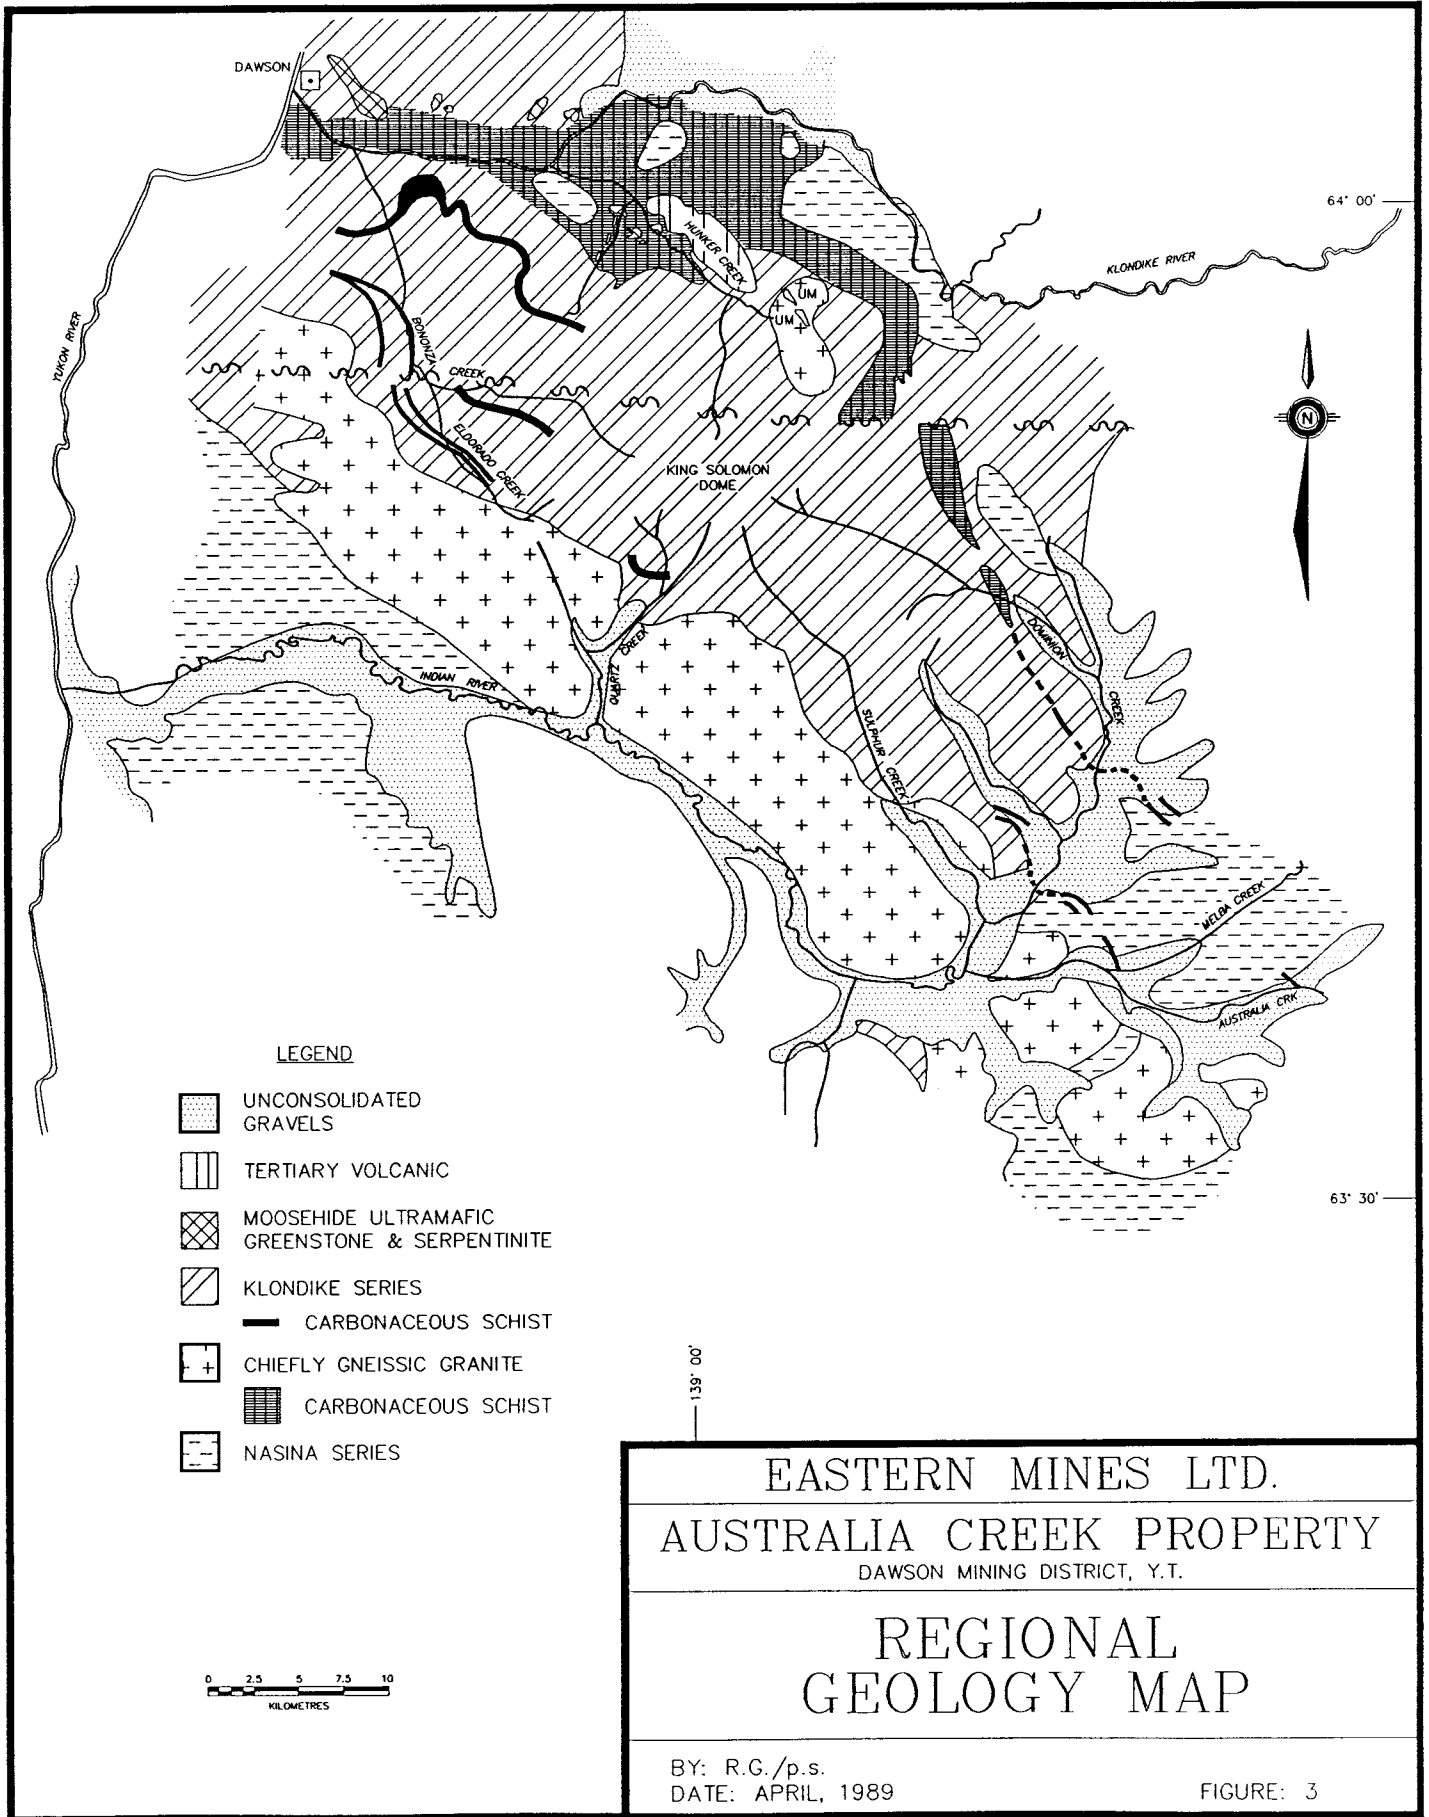 DAWSON
64° 00'
KLONDIKE RIVER
HUNKER CREEK
UM
UM
YUKON RIVER
BONONZA
CREEK
ELDORADO CREEK
KING SOLOMON
DOME
N
DOMINION
CREEK
QUARTZ CREEK
INDIAN RIVER
SULPHUR CREEK
MELBA CREEK
AUSTRALIA CRK
63° 30'
LEGEND
UNCONSOLIDATED
GRAVELS
TERTIARY VOLCANIC
MOOSEHIDE ULTRAMAFIC
GREENSTONE & SERPENTINITE
KLONDIKE SERIES
CARBONACEOUS SCHIST
CHIEFLY GNEISSIC GRANITE
CARBONACEOUS SCHIST
NASINA SERIES
139° 00'
0 2.5 5 7.5 10
KILOMETRES
EASTERN MINES LTD.
AUSTRALIA CREEK PROPERTY
DAWSON MINING DISTRICT, Y.T.
REGIONAL
GEOLOGY MAP
BY: R.G./p.s.
DATE: APRIL, 1989
FIGURE: 3